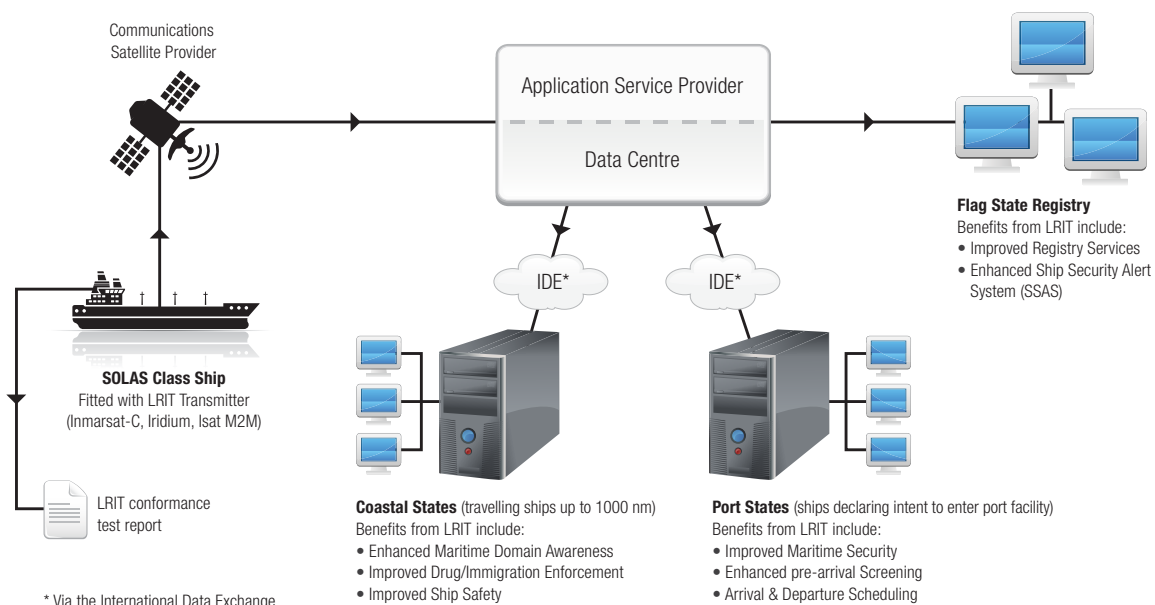 Communications
Satellite Provider
Application Service Provider
Data Centre
Flag State Registry
Benefits from LRIT include:
• Improved Registry Services
• Enhanced Ship Security Alert
System (SSAS)
IDE*
IDE*
SOLAS Class Ship
Fitted with LRIT Transmitter
(Inmarsat-C, Iridium, Isat M2M)
LRIT conformance
test report
Coastal States (travelling ships up to 1000 nm)
Benefits from LRIT include:
• Enhanced Maritime Domain Awareness
• Improved Drug/Immigration Enforcement
• Improved Ship Safety
Port States (ships declaring intent to enter port facility)
Benefits from LRIT include:
• Improved Maritime Security
• Enhanced pre-arrival Screening
• Arrival & Departure Scheduling
* Via the International Data Exchange